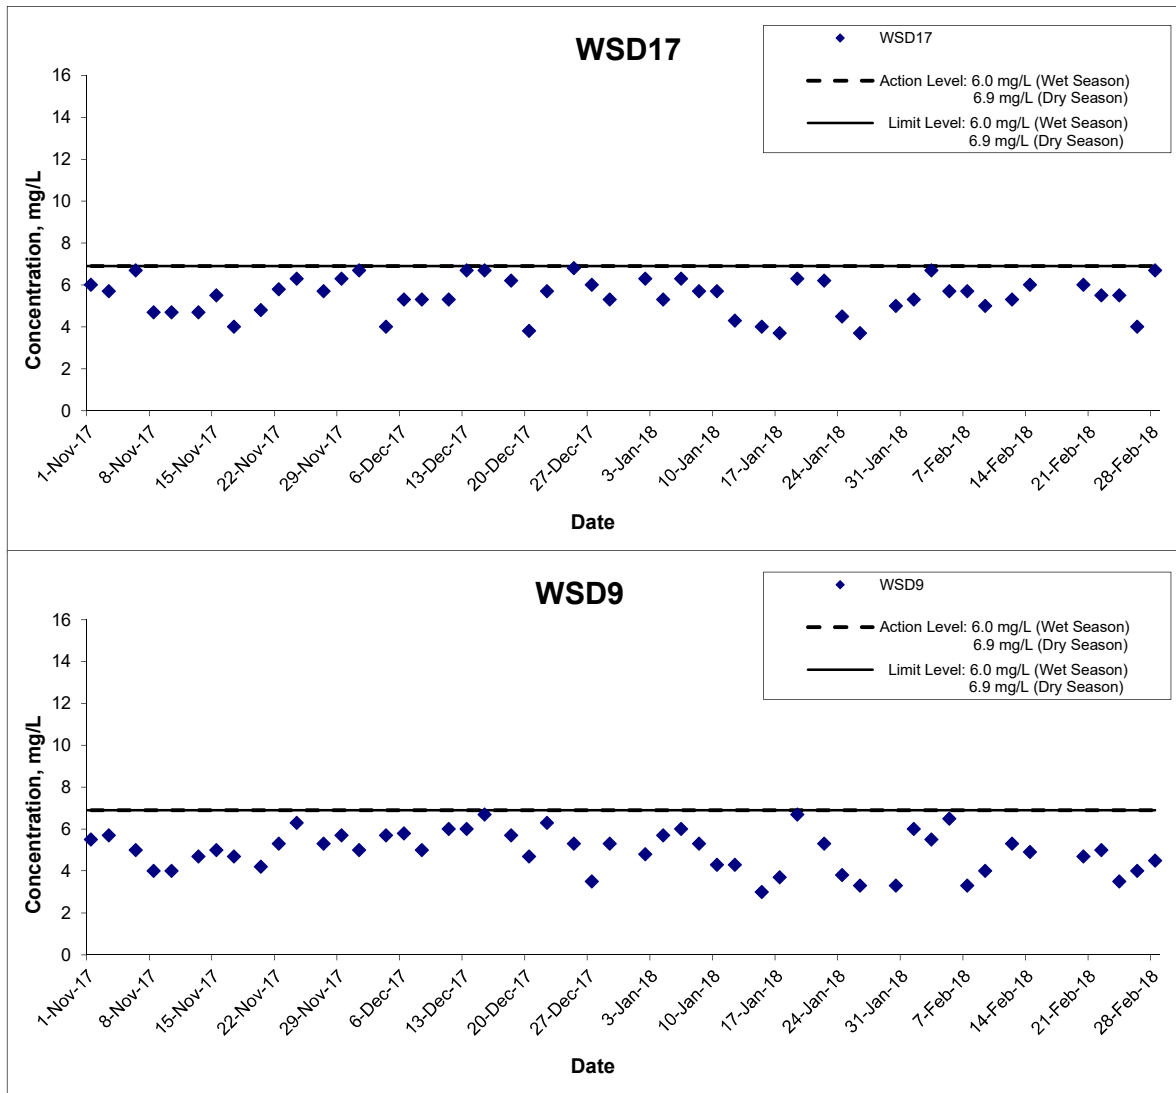 WSD17
WSD17
Action Level: 6.0 mg/L (Wet Season)
6.9 mg/L (Dry Season)
Limit Level: 6.0 mg/L (Wet Season)
6.9 mg/L (Dry Season)
Concentration, mg/L
16
14
12
10
8
6
4
2
0
1-Nov-17
8-Nov-17
15-Nov-17
22-Nov-17
29-Nov-17
6-Dec-17
13-Dec-17
20-Dec-17
27-Dec-17
3-Jan-18
10-Jan-18
17-Jan-18
24-Jan-18
31-Jan-18
7-Feb-18
14-Feb-18
21-Feb-18
28-Feb-18
Date
WSD9
WSD9
Action Level: 6.0 mg/L (Wet Season)
6.9 mg/L (Dry Season)
Limit Level: 6.0 mg/L (Wet Season)
6.9 mg/L (Dry Season)
Concentration, mg/L
16
14
12
10
8
6
4
2
0
1-Nov-17
8-Nov-17
15-Nov-17
22-Nov-17
29-Nov-17
6-Dec-17
13-Dec-17
20-Dec-17
27-Dec-17
3-Jan-18
10-Jan-18
17-Jan-18
24-Jan-18
31-Jan-18
7-Feb-18
14-Feb-18
21-Feb-18
28-Feb-18
Date